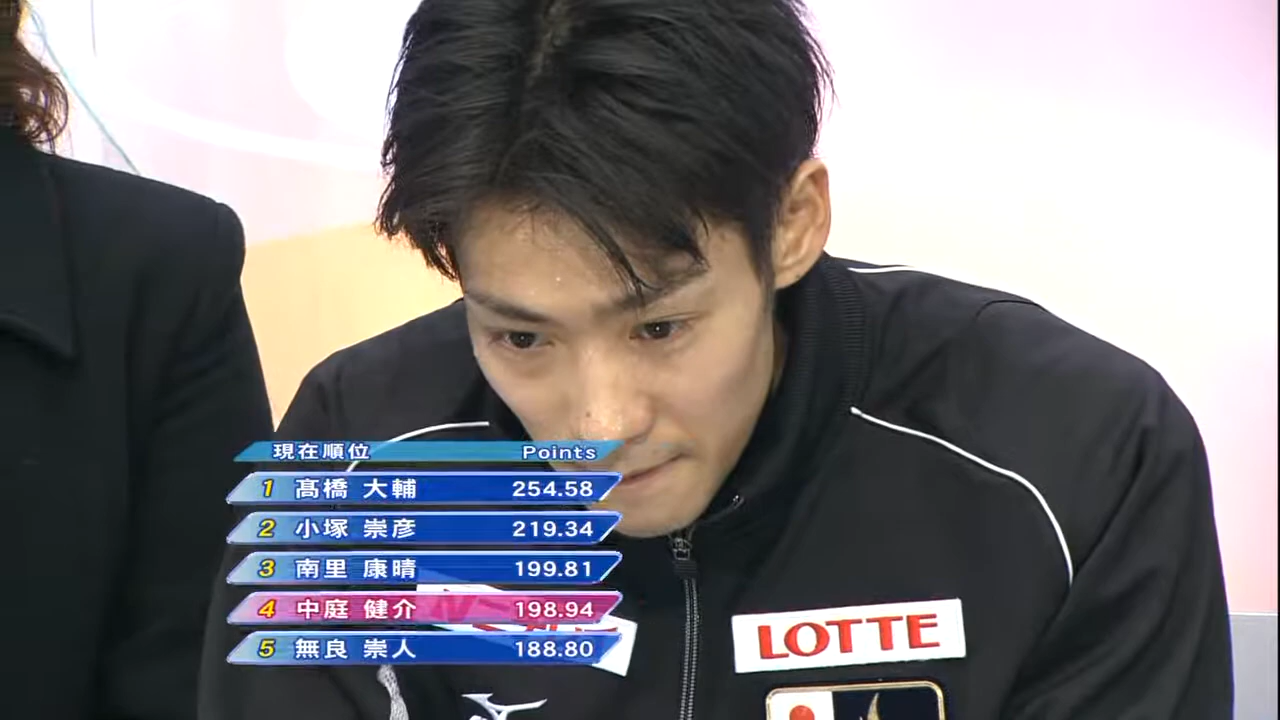 現在順位 Points
1 髙橋 大輔 254.58
2 小塚 崇彦 219.34
3 南里 康晴 199.81
4 中庭 健介 198.94
5 無良 崇人 188.80
LOTTE